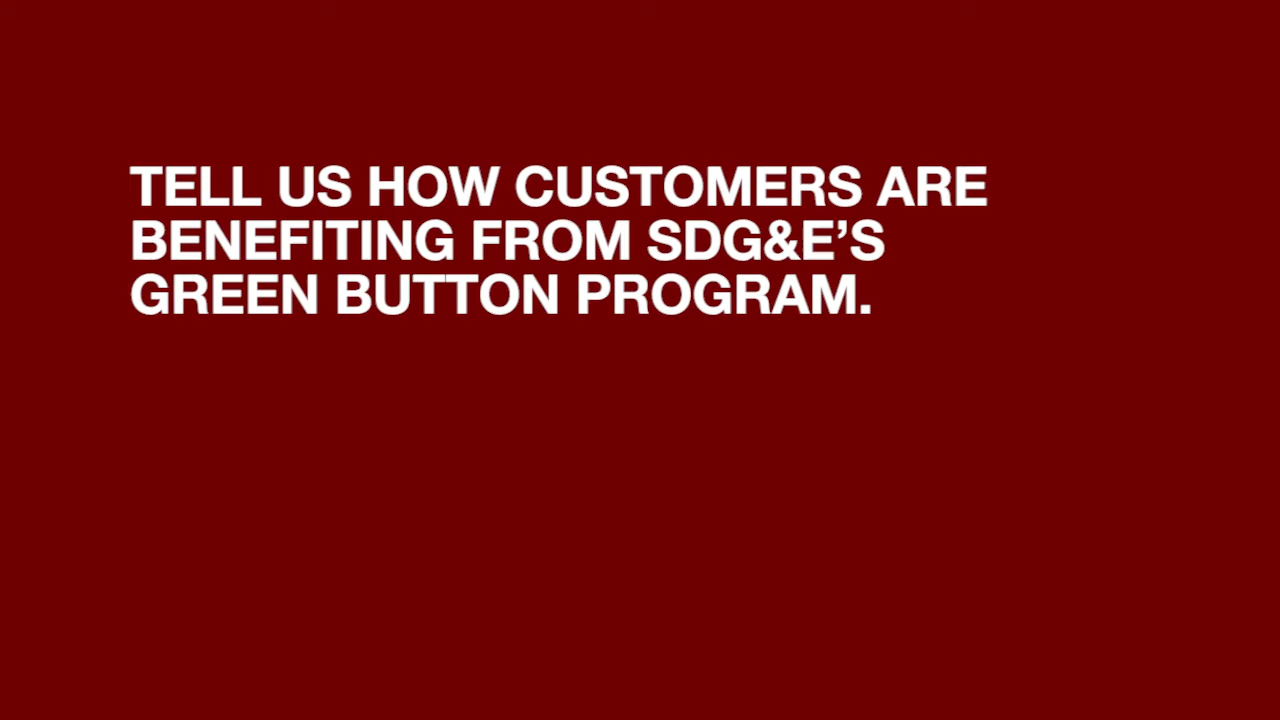 TELL US HOW CUSTOMERS ARE
BENEFITING FROM SDG&E’S
GREEN BUTTON PROGRAM.